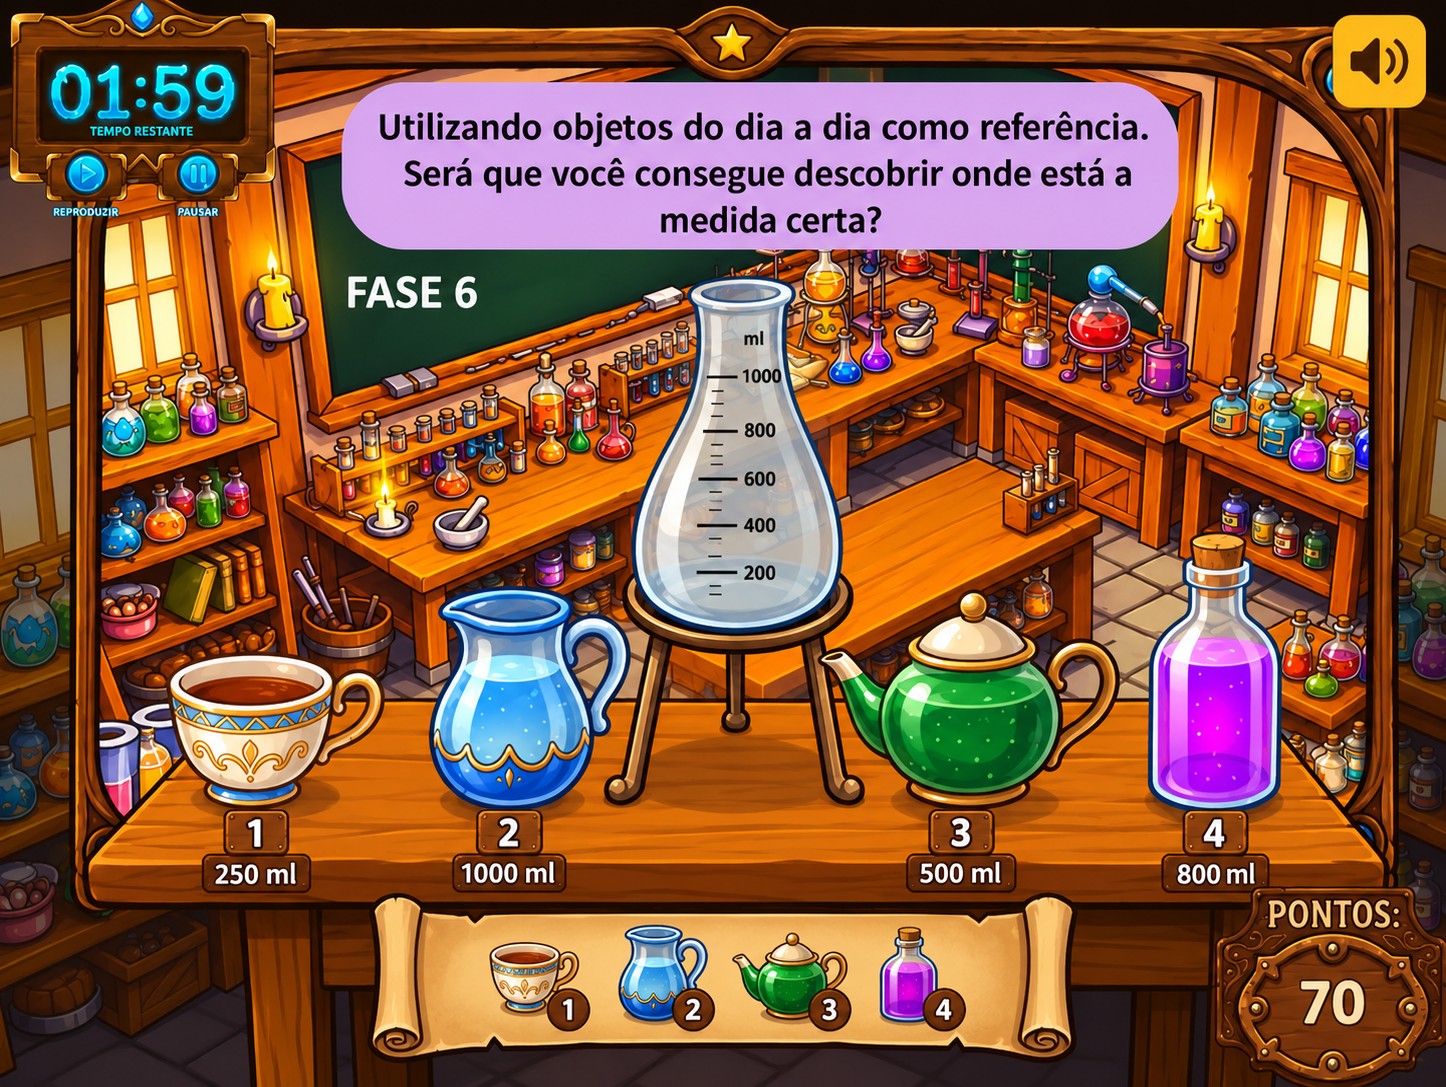 01:59
TEMPO RESTANTE
REPRODUZIR
PAUSAR
Utilizando objetos do dia a dia como referência.
Será que você consegue descobrir onde está a
medida certa?
FASE 6
ml
1000
800
600
400
200
1
250 ml
2
1000 ml
3
500 ml
4
800 ml
1
2
3
4
PONTOS:
70